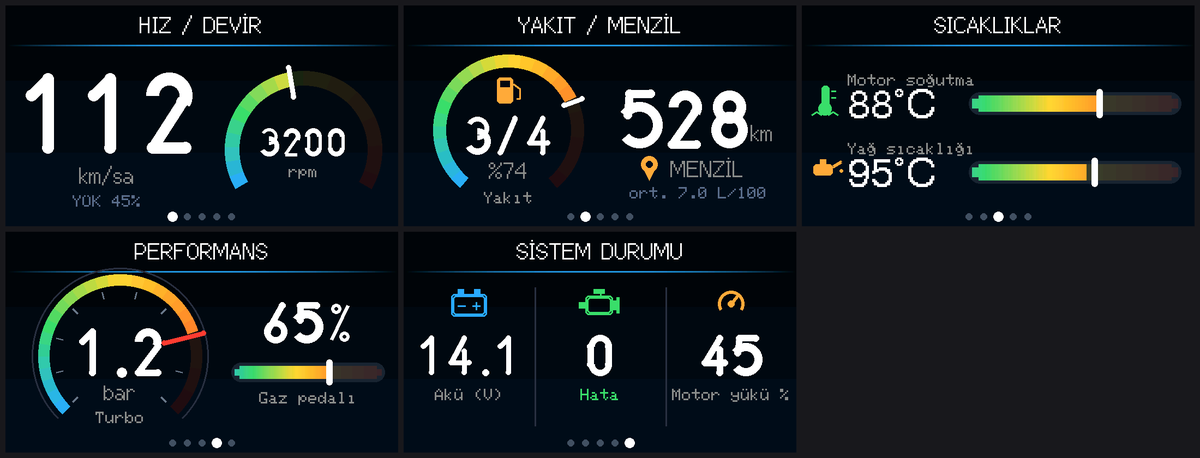 HIZ / DEVİR
112
km/sa
YOK 45%
3200
rpm
YAKIT / MENZİL
3/4
%74
Yakıt
528km
MENZİL
ort. 7.0 L/100
SICAKLIKLAR
Motor soğutma
88°C
Yağ sıcaklığı
95°C
PERFORMANS
1.2
bar
Turbo
65%
Gaz pedalı
SİSTEM DURUMU
14.1
Akü (V)
0
Hata
45
Motor yükü %